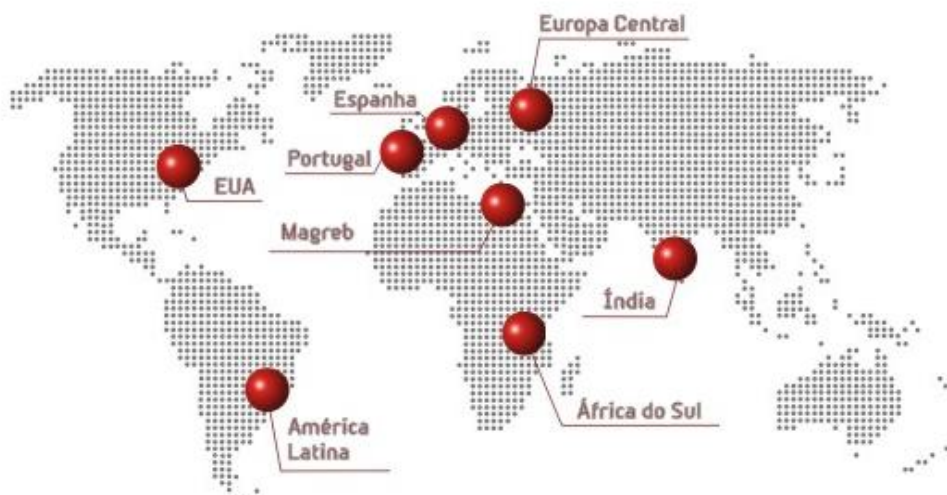 Europa Central
Espanha
Portugal
EUA
Magreb
Índia
África do Sul
América
Latina